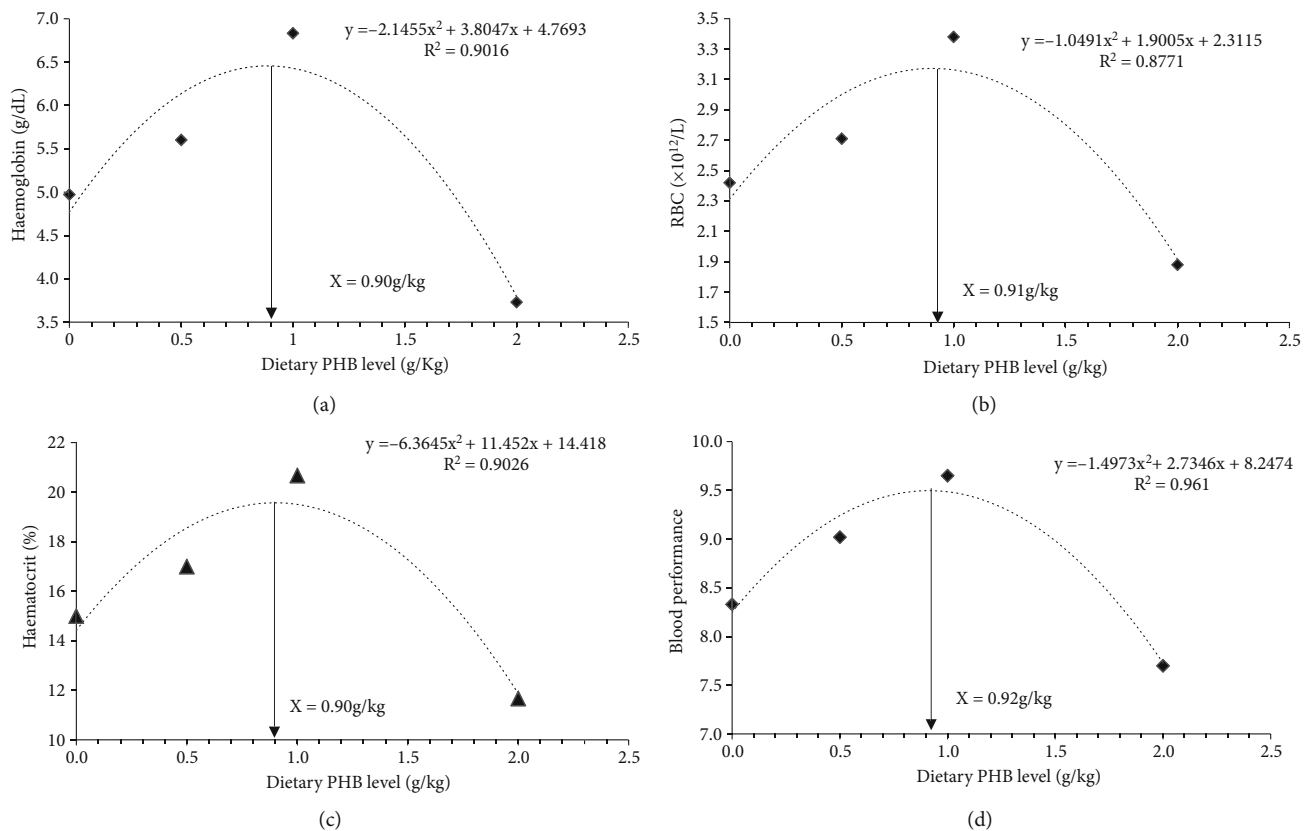 7.0
6.5
6.0
5.5
5.0
4.5
4.0
3.5
Haemoglobin (g/dL)
y =–2.1455x² + 3.8047x + 4.7693
R² = 0.9016
X = 0.90g/kg
0 0.5 1 1.5 2 2.5
Dietary PHB level (g/Kg)
(a)
3.5
3.3
3.1
2.9
2.7
2.5
2.3
2.1
1.9
1.7
1.5
RBC (×10¹²/L)
y =–1.0491x² + 1.9005x + 2.3115
R² = 0.8771
X = 0.91g/kg
0.0 0.5 1.0 1.5 2.0 2.5
Dietary PHB level (g/kg)
(b)
22
20
18
16
14
12
10
Haematocrit (%)
y =–6.3645x² + 11.452x + 14.418
R² = 0.9026
X = 0.90g/kg
0.0 0.5 1.0 1.5 2.0 2.5
Dietary PHB level (g/kg)
(c)
10.0
9.5
9.0
8.5
8.0
7.5
7.0
Blood performance
y =–1.4973x²+ 2.7346x + 8.2474
R² = 0.961
X = 0.92g/kg
0.0 0.5 1.0 1.5 2.0 2.5
Dietary PHB level (g/kg)
(d)